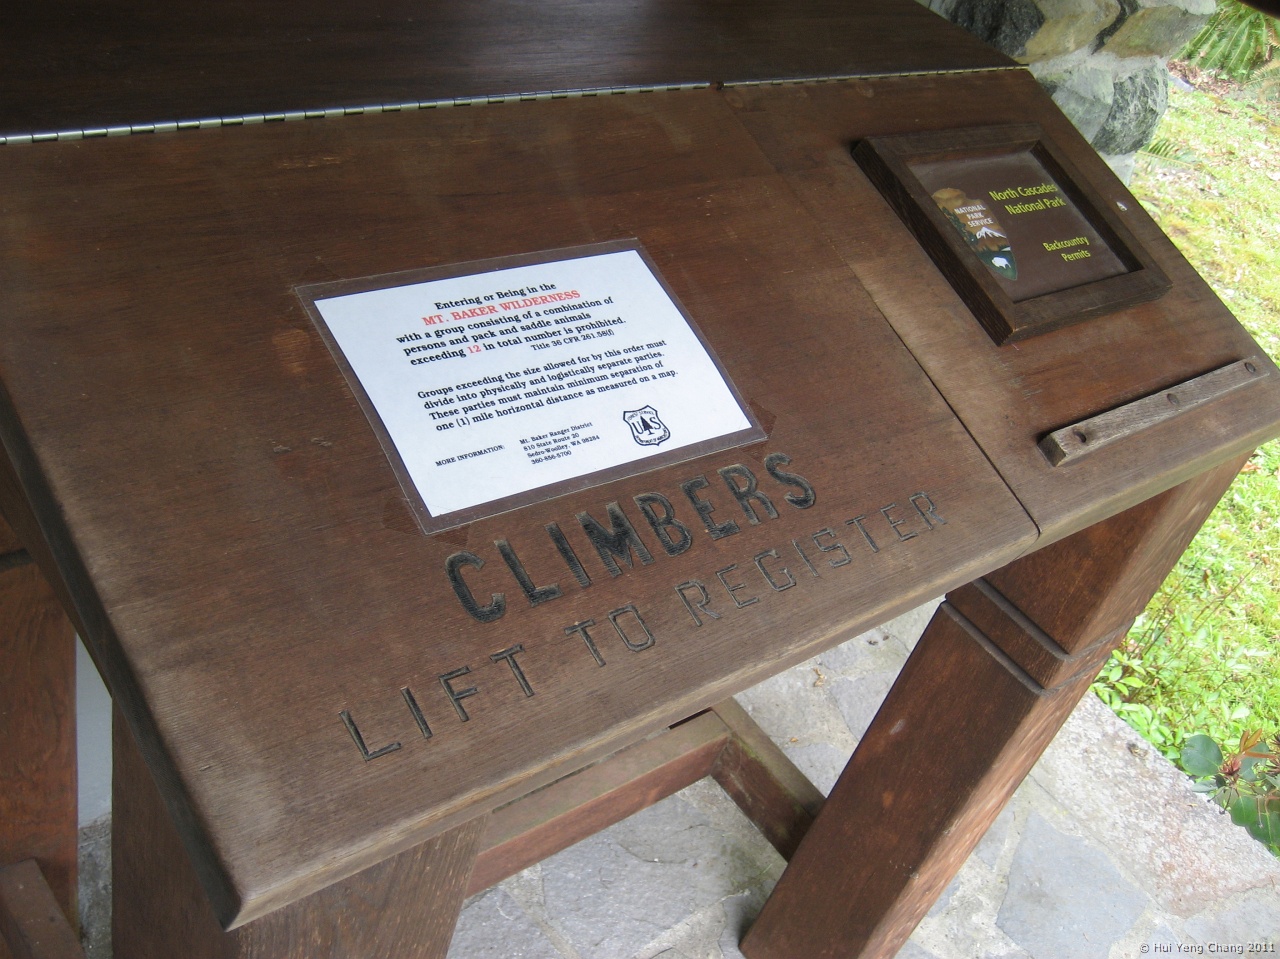 Entering or Being in the
MT. BAKER WILDERNESS
with a group consisting of a combination of
persons and pack and saddle animals
exceeding 12 in total number is prohibited.
Title 36 CFR 261.58(f)
Groups exceeding the size allowed for by this order must
divide into physically and logistically separate parties.
These parties must maintain minimum separation of
one (1) mile horizontal distance as measured on a map.
MORE INFORMATION:
Mt. Baker Ranger District
810 State Route 20
Sedro-Woolley, WA 98284
360-856-5700
UAS
CLIMBERS
LIFT TO REGISTER
NATIONAL
PARK
SERVICE
North Cascades
National Park
Backcountry
Permits
© Hui Yeng Chang 2011